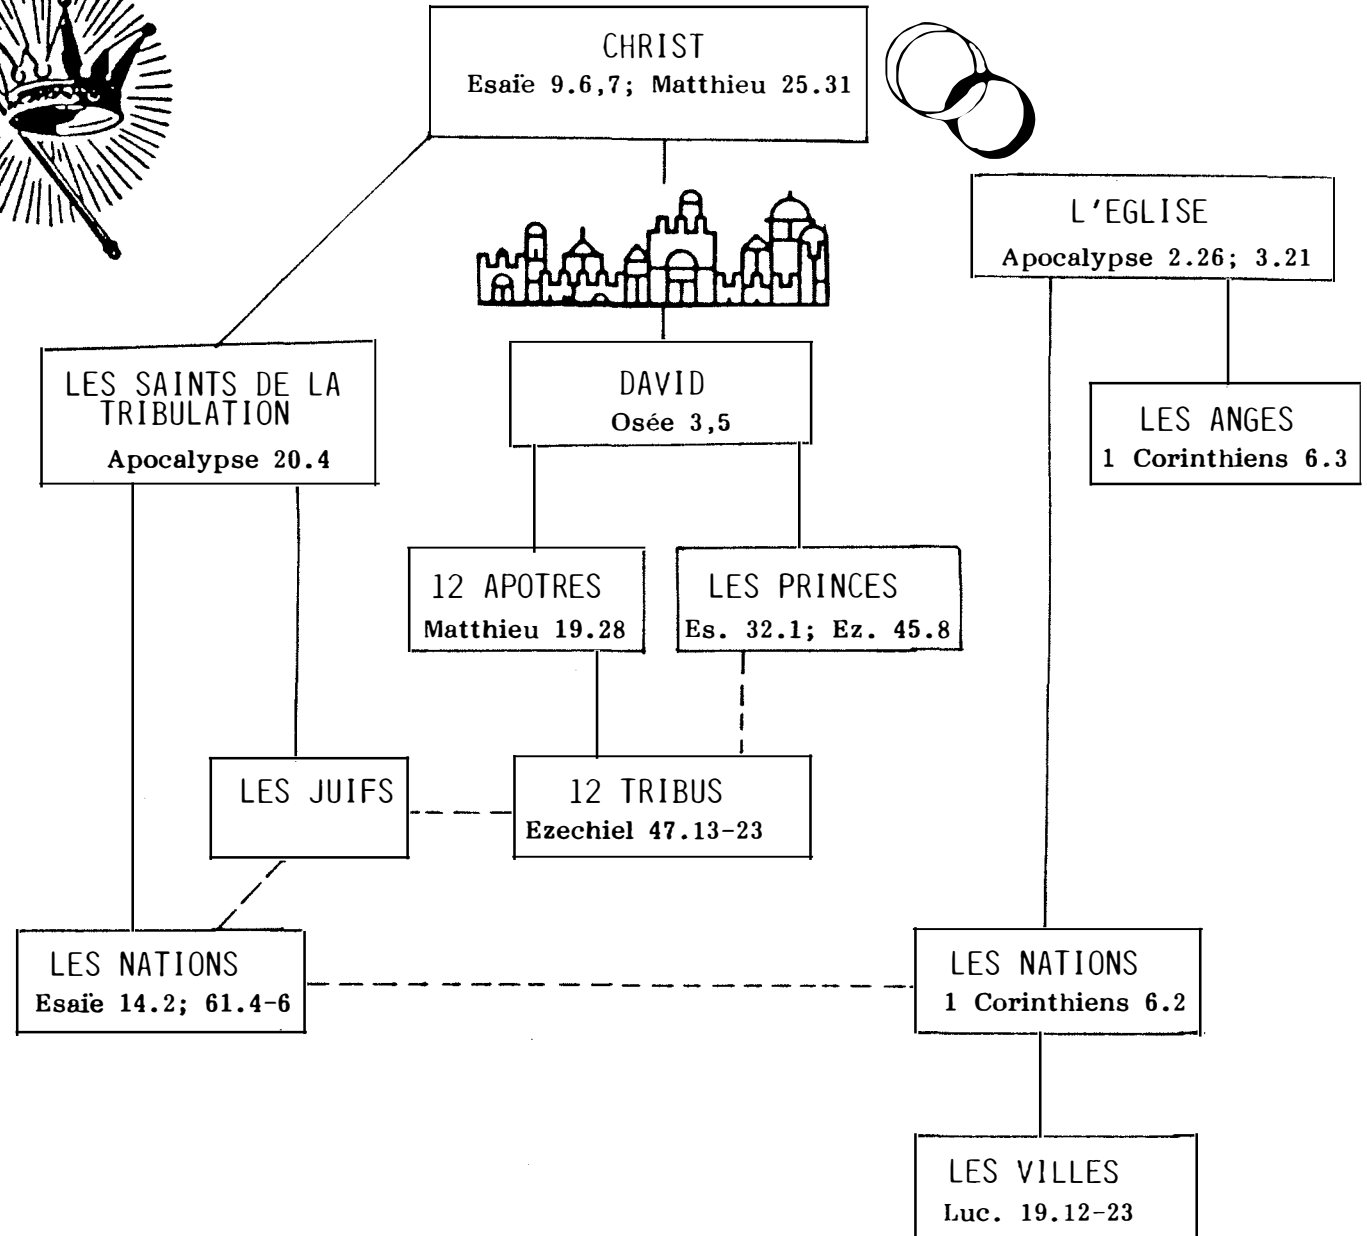 CHRIST
Esaïe 9.6,7; Matthieu 25.31
L'EGLISE
Apocalypse 2.26; 3.21
LES SAINTS DE LA
TRIBULATION
Apocalypse 20.4
DAVID
Osée 3,5
LES ANGES
1 Corinthiens 6.3
12 APOTRES
Matthieu 19.28
LES PRINCES
Es. 32.1; Ez. 45.8
LES JUIFS
12 TRIBUS
Ezechiel 47.13-23
LES NATIONS
Esaïe 14.2; 61.4-6
LES NATIONS
1 Corinthiens 6.2
LES VILLES
Luc. 19.12-23